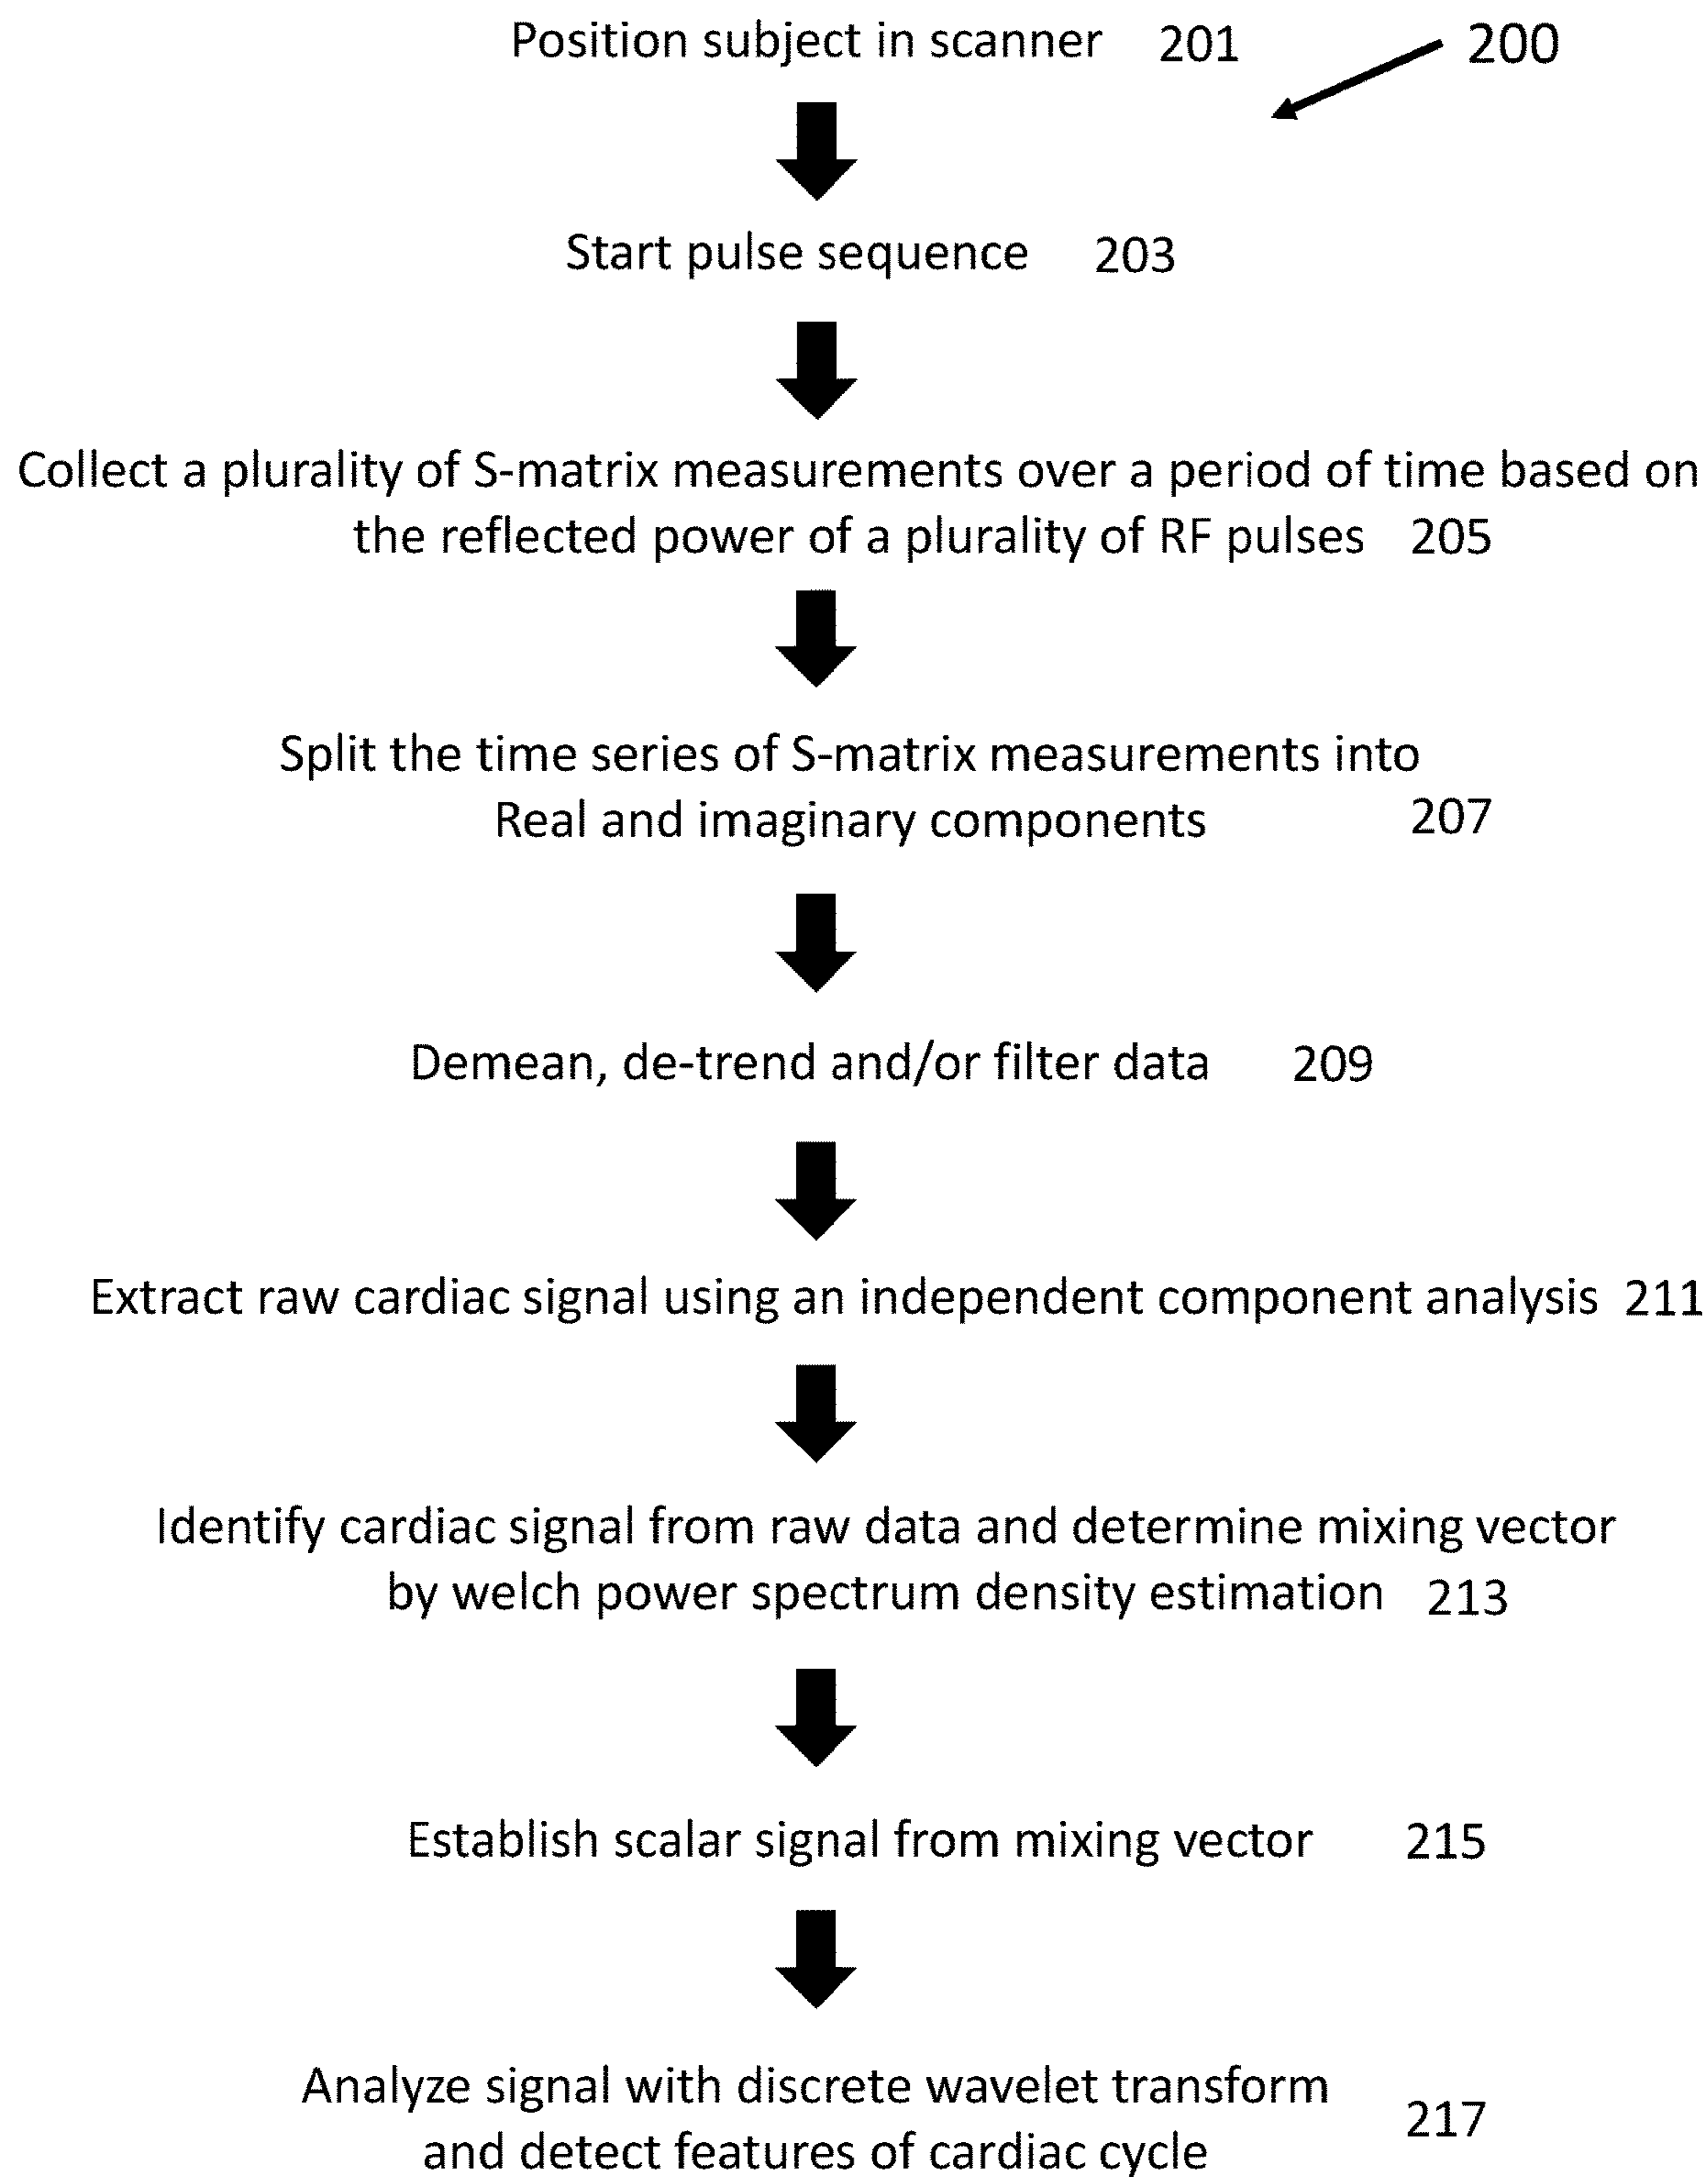 Position subject in scanner 201 200
Start pulse sequence 203
Collect a plurality of S-matrix measurements over a period of time based on
the reflected power of a plurality of RF pulses 205
Split the time series of S-matrix measurements into
Real and imaginary components 207
Demean, de-trend and/or filter data 209
Extract raw cardiac signal using an independent component analysis 211
Identify cardiac signal from raw data and determine mixing vector
by welch power spectrum density estimation 213
Establish scalar signal from mixing vector 215
Analyze signal with discrete wavelet transform
and detect features of cardiac cycle 217